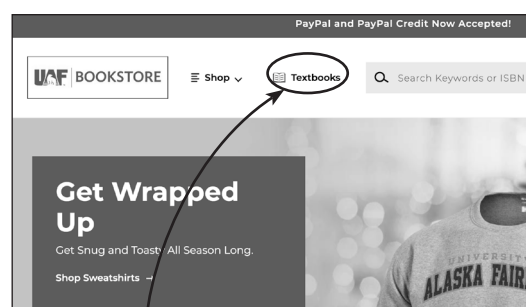 PayPal and PayPal Credit Now Accepted!
UAF BOOKSTORE
Shop
Textbooks
Search Keywords or ISBN
Get Wrapped
Up
Get Snug and Toasty All Season Long.
Shop Sweatshirts →
UNIVERSIT
ALASKA FAIR